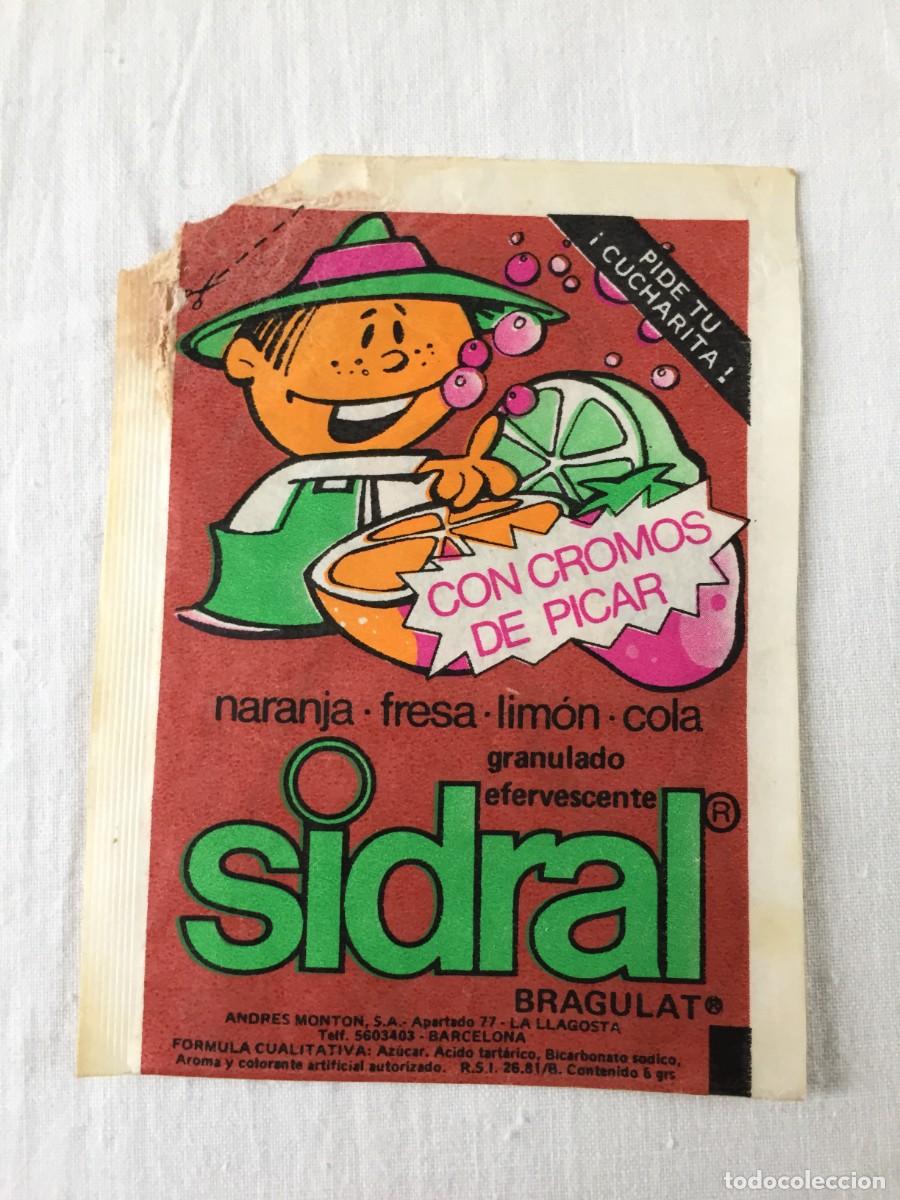 PIDE TU
¡ CUCHARITA !
CON CROMOS
DE PICAR
naranja · fresa · limón · cola
granulado
efervescente
sidral ®
BRAGULAT ®
ANDRES MONTON, S.A.- Apartado 77 - LA LLAGOSTA
Telf. 5603403 - BARCELONA
FORMULA CUALITATIVA: Azúcar. Acido tartárico, Bicarbonato sodico,
Aroma y colorante artificial autorizado. R.S.I. 26.81/B. Contenido 6 grs
todocoleccion